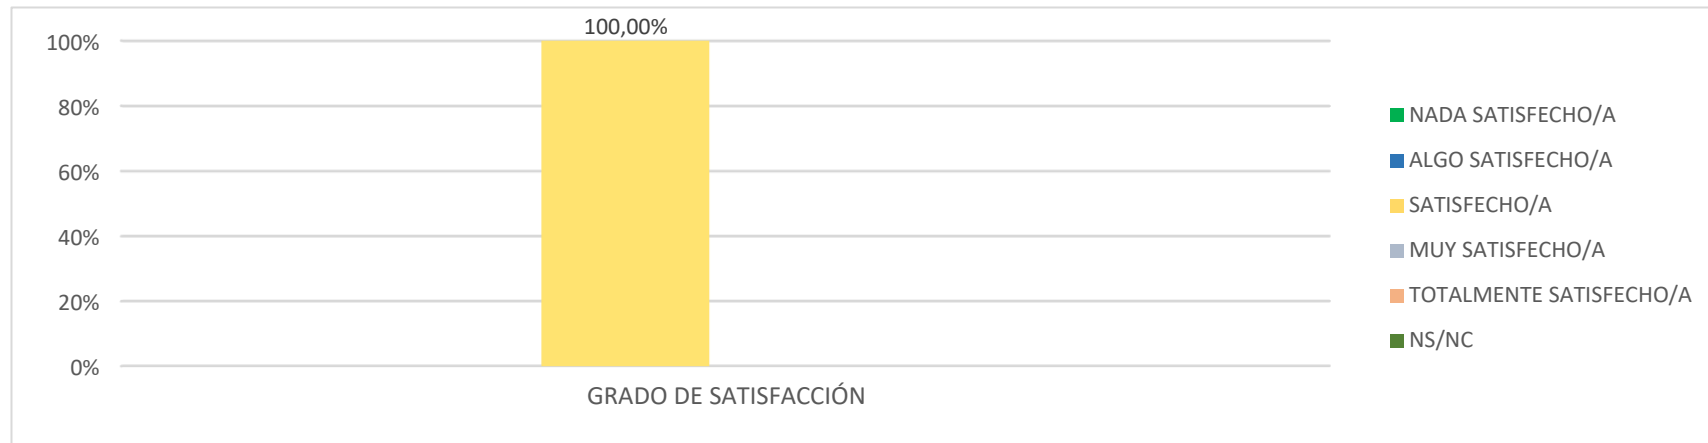 100,00%
100%
80%
60%
40%
20%
0%
GRADO DE SATISFACCIÓN
NADA SATISFECHO/A
ALGO SATISFECHO/A
SATISFECHO/A
MUY SATISFECHO/A
TOTALMENTE SATISFECHO/A
NS/NC